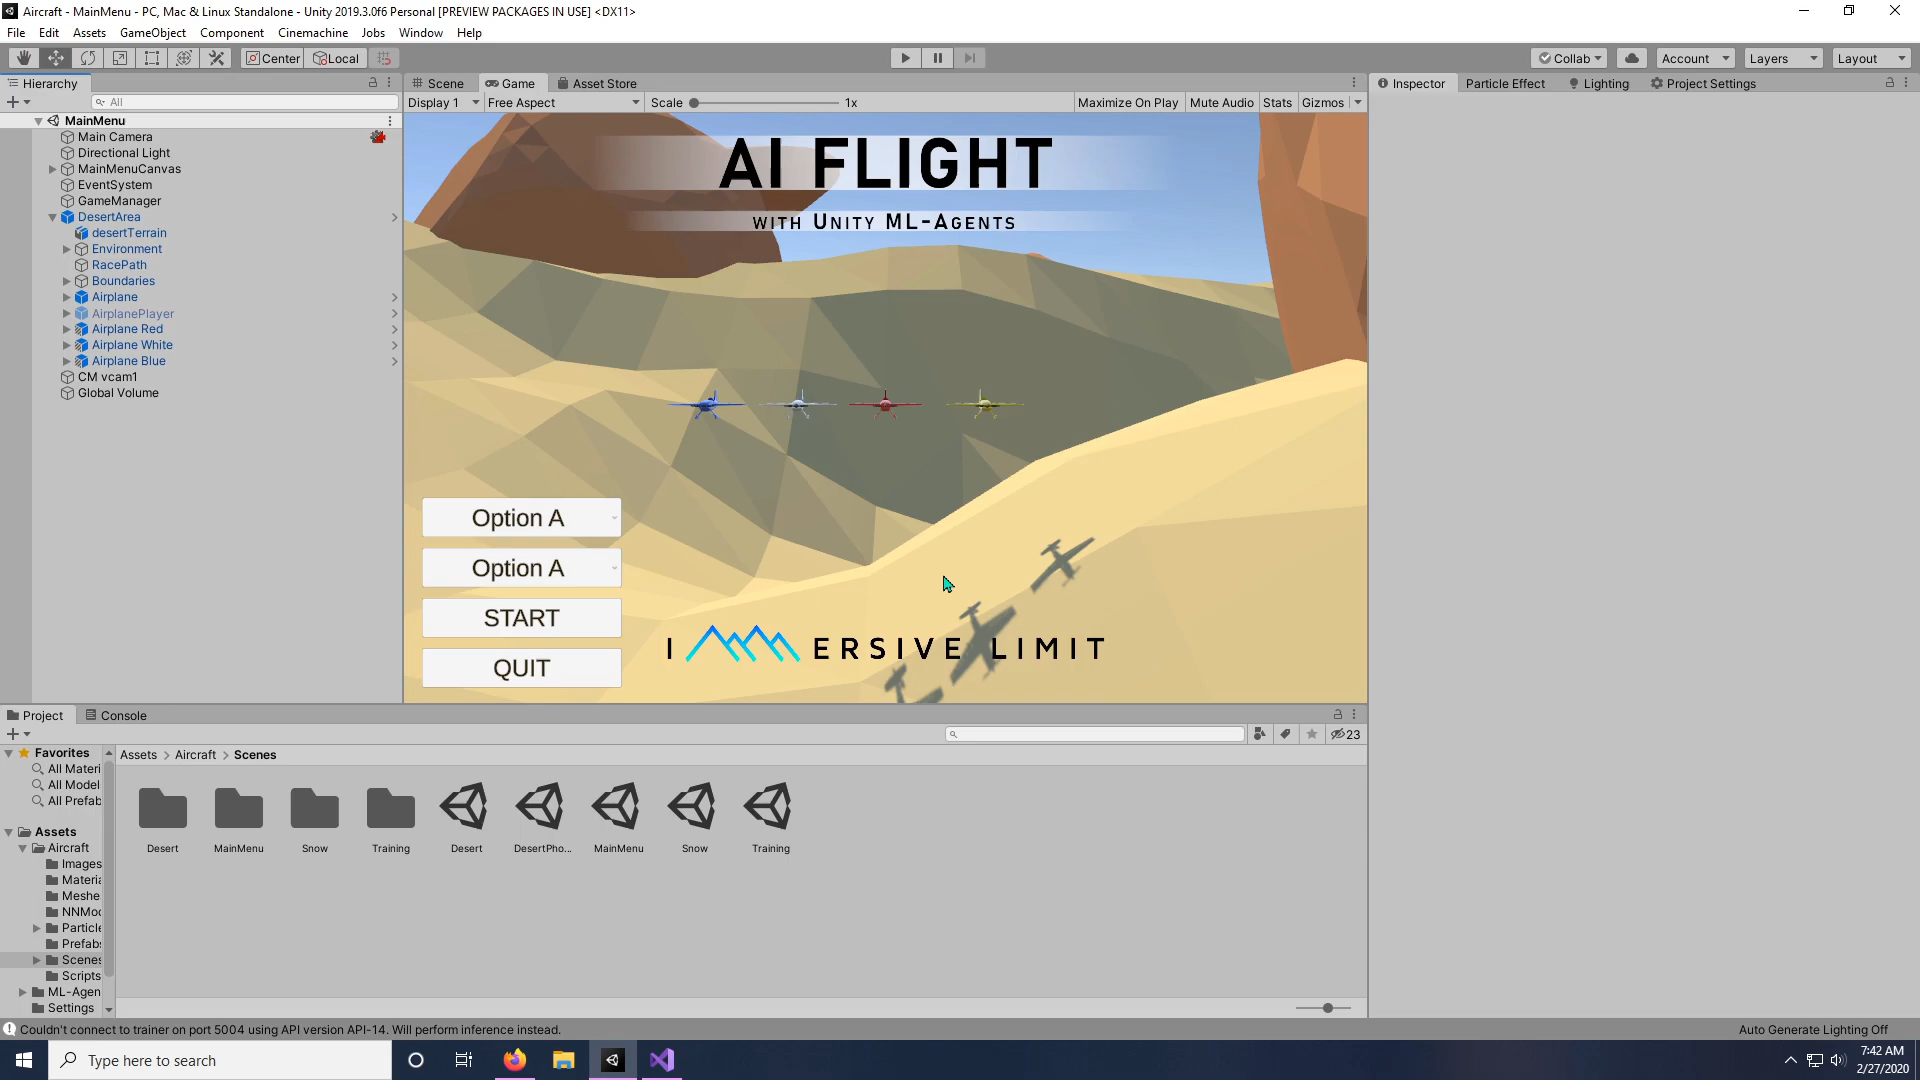 Aircraft - MainMenu - PC, Mac & Linux Standalone - Unity 2019.3.0f6 Personal [PREVIEW PACKAGES IN USE] <DX11>
File Edit Assets GameObject Component Cinemachine Jobs Window Help
Center Local Collab Account Layers Layout
Hierarchy
All
MainMenu
Main Camera
Directional Light
MainMenuCanvas
EventSystem
GameManager
DesertArea
desertTerrain
Environment
RacePath
Boundaries
Airplane
AirplanePlayer
Airplane Red
Airplane White
Airplane Blue
CM vcam1
Global Volume
Scene Game Asset Store
Display 1 Free Aspect Scale 1x Maximize On Play Mute Audio Stats Gizmos
AI FLIGHT
WITH UNITY ML-AGENTS
Option A
Option A
START
QUIT
I ERSIVE LIMIT
Inspector Particle Effect Lighting Project Settings
Project Console
23
Favorites
All Materi
All Model
All Prefab
Assets
Aircraft
Images
Materia
Meshe
NNMod
Particle
Prefabs
Scenes
Scripts
ML-Agen
Settings
Assets > Aircraft > Scenes
Desert MainMenu Snow Training Desert DesertPho... MainMenu Snow Training
Couldn't connect to trainer on port 5004 using API version API-14. Will perform inference instead.
Auto Generate Lighting Off
Type here to search
7:42 AM
2/27/2020